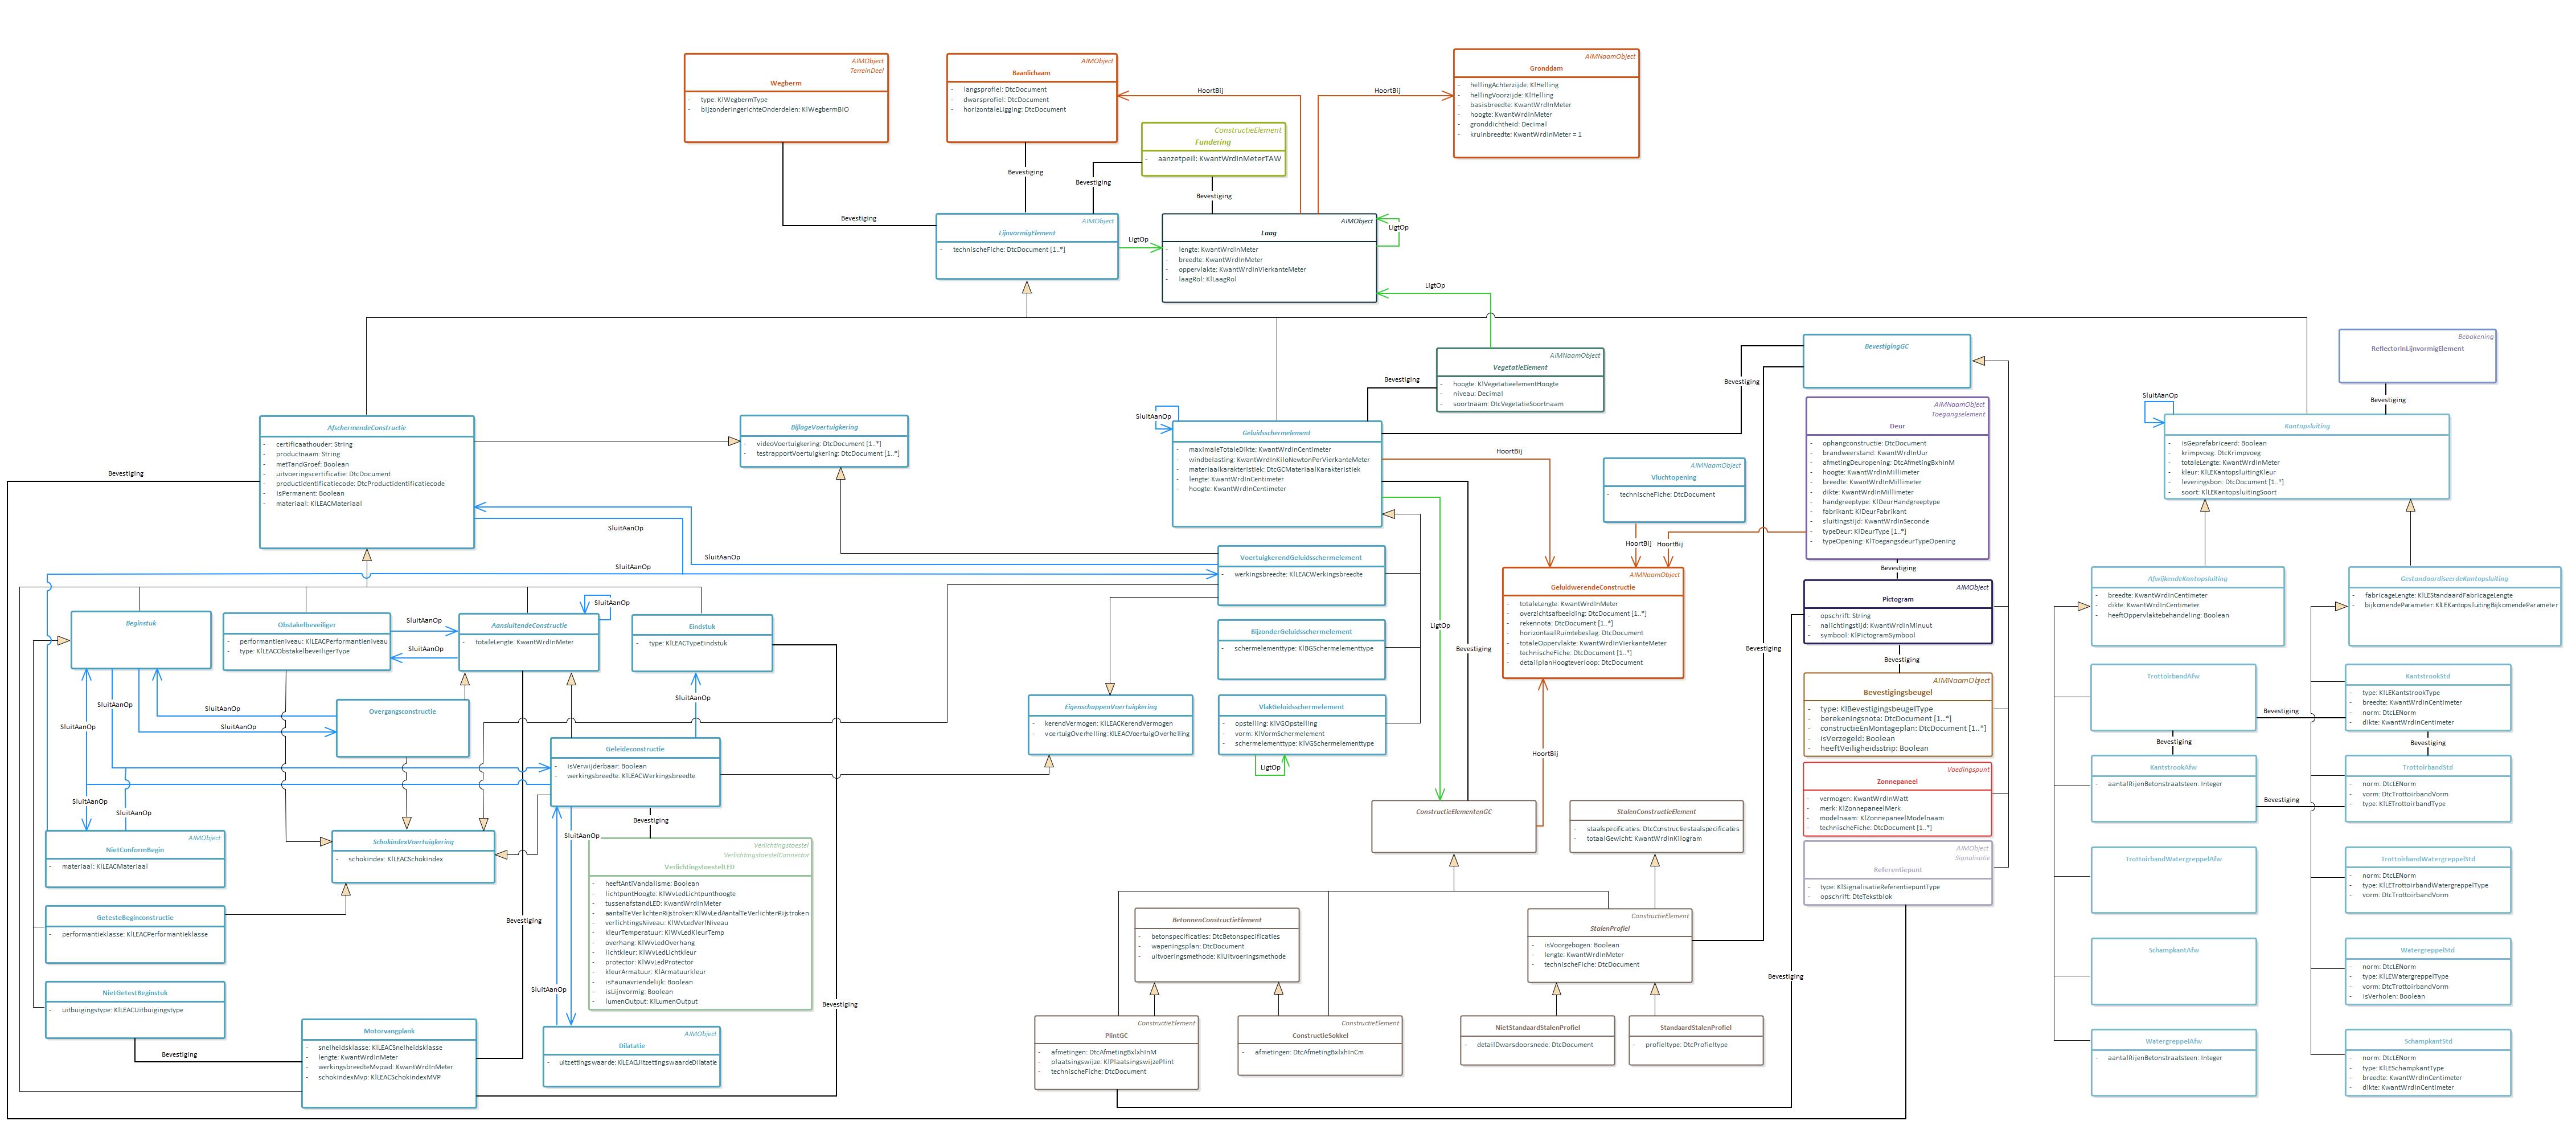 AIMObject
TerreinDeel
Wegberm
- type: KlWegbermType
- bijzonderIngerichteOnderdelen: KlWegbermBIO
AIMObject
Baanlichaam
- langsprofiel: DtcDocument
- dwarsprofiel: DtcDocument
- horizontaleLigging: DtcDocument
AIMNaamObject
Gronddam
- hellingAchterzijde: KlHelling
- hellingVoorzijde: KlHelling
- basisbreedte: KwantWrdInMeter
- hoogte: KwantWrdInMeter
- gronddichtheid: Decimal
- kruinbreedte: KwantWrdInMeter = 1
HoortBij
HoortBij
ConstructieElement
Fundering
- aanzetpeil: KwantWrdInMeterTAW
Bevestiging
Bevestiging
Bevestiging
Bevestiging
AIMObject
LijnvormigElement
- technischeFiche: DtcDocument [1..*]
LigtOp
AIMObject
Laag
- lengte: KwantWrdInMeter
- breedte: KwantWrdInMeter
- oppervlakte: KwantWrdInVierkanteMeter
- laagRol: KlLaagRol
LigtOp
LigtOp
AIMNaamObject
VegetatieElement
- hoogte: KlVegetatieelementHoogte
- niveau: Decimal
- soortnaam: DtcVegetatieSoortnaam
Bevestiging
BevestigingGC
Bevestiging
Bebakening
ReflectorInLijnvormigElement
Bevestiging
AfschermendeConstructie
- certificaathouder: String
- productnaam: String
- metTandGroef: Boolean
- uitvoeringscertificatie: DtcDocument
- productidentificatiecode: DtcProductidentificatiecode
- isPermanent: Boolean
- materiaal: KlLEACMateriaal
Bevestiging
BijlageVoertuigkering
- videoVoertuigkering: DtcDocument [1..*]
- testrapportVoertuigkering: DtcDocument [1..*]
SluitAanOp
Geluidsschermelement
- maximaleTotaleDikte: KwantWrdInCentimeter
- windbelasting: KwantWrdInKiloNewtonPerVierkanteMeter
- materiaalkarakteristiek: DtcGCMateriaalKarakteristiek
- lengte: KwantWrdInCentimeter
- hoogte: KwantWrdInCentimeter
HoortBij
AIMNaamObject
Vluchtopening
- technischeFiche: DtcDocument
HoortBij
HoortBij
AIMNaamObject
Toegangselement
Deur
- ophangconstructie: DtcDocument
- brandweerstand: KwantWrdInUur
- afmetingDeuropening: DtcAfmetingBxhInM
- hoogte: KwantWrdInMillimeter
- breedte: KwantWrdInMillimeter
- dikte: KwantWrdInMillimeter
- handgreeptype: KlDeurHandgreeptype
- fabrikant: KlDeurFabrikant
- sluitingstijd: KwantWrdInSeconde
- typeDeur: KlDeurType [1..*]
- typeOpening: KlToegangsdeurTypeOpening
Bevestiging
SluitAanOp
Kantopsluiting
- isGeprefabriceerd: Boolean
- krimpvoeg: DtcKrimpvoeg
- totaleLengte: KwantWrdInMeter
- kleur: KlLEKantopsluitingKleur
- leveringsbon: DtcDocument [1..*]
- soort: KlLEKantopsluitingSoort
SluitAanOp
SluitAanOp
SluitAanOp
VoertuigkerendGeluidsschermelement
- werkingsbreedte: KlLEACWerkingsbreedte
BijzonderGeluidsschermelement
- schermelementtype: KlBGSchermelementtype
VlakGeluidsschermelement
- opstelling: KlVGOpstelling
- vorm: KlVormSchermelement
- schermelementtype: KlVGSchermelementtype
LigtOp
LigtOp
Bevestiging
AIMNaamObject
GeluidwerendeConstructie
- totaleLengte: KwantWrdInMeter
- overzichtsafbeelding: DtcDocument [1..*]
- rekennota: DtcDocument [1..*]
- horizontaalRuimtebeslag: DtcDocument
- totaleOppervlakte: KwantWrdInVierkanteMeter
- technischeFiche: DtcDocument [1..*]
- detailplanHoogteverloop: DtcDocument
HoortBij
Bevestiging
AIMObject
Pictogram
- opschrift: String
- nalichtingstijd: KwantWrdInMinuut
- symbool: KlPictogramSymbool
Bevestiging
AIMNaamObject
Bevestigingsbeugel
- type: KlBevestigingsbeugelType
- berekeningsnota: DtcDocument [1..*]
- constructieEnMontageplan: DtcDocument [1..*]
- isVerzegeld: Boolean
- heeftVeiligheidsstrip: Boolean
Voedingspunt
Zonnepaneel
- vermogen: KwantWrdInWatt
- merk: KlZonnepaneelMerk
- modelnaam: KlZonnepaneelModelnaam
- technischeFiche: DtcDocument [1..*]
AIMObject
Signalisatie
Referentiepunt
- type: KlSignalisatieReferentiepuntType
- opschrift: DteTekstblok
Bevestiging
Beginstuk
Obstakelbeveiliger
- performantieniveau: KlLEACPerformantieniveau
- type: KlLEACObstakelbeveiligerType
SluitAanOp
SluitAanOp
AansluitendeConstructie
- totaleLengte: KwantWrdInMeter
SluitAanOp
Eindstuk
- type: KlLEACTypeEindstuk
SluitAanOp
SluitAanOp
SluitAanOp
SluitAanOp
SluitAanOp
Overgangsconstructie
EigenschappenVoertuigkering
- kerendVermogen: KlLEACKerendVermogen
- voertuigOverhelling: KlLEACVoertuigOverhelling
Geleideconstructie
- isVerwijderbaar: Boolean
- werkingsbreedte: KlLEACWerkingsbreedte
SluitAanOp
SluitAanOp
SluitAanOp
Bevestiging
AIMObject
NietConformBegin
- materiaal: KlLEACMateriaal
SchokindexVoertuigkering
- schokindex: KlLEACSchokindex
GetesteBeginconstructie
- performantieklasse: KlLEACPerformantieklasse
NietGetestBeginstuk
- uitbuigingstype: KlLEACUitbuigingstype
Bevestiging
Motorvangplank
- snelheidsklasse: KlLEACSnelheidsklasse
- lengte: KwantWrdInMeter
- werkingsbreedteMvpwd: KwantWrdInMeter
- schokindexMvp: KlLEACSchokindexMVP
Bevestiging
Bevestiging
SluitAanOp
Verlichtingstoestel
VerlichtingstoestelConnector
VerlichtingstoestelLED
- heeftAntiVandalisme: Boolean
- lichtpuntHoogte: KlWvLedLichtpunthoogte
- tussenafstandLED: KwantWrdInMeter
- aantalTeVerlichtenRijstroken:KlWvLedAantalTeVerlichtenRijstroken
- verlichtingsNiveau: KlWvLedVerlNiveau
- kleurTemperatuur: KlWvLedKleurTemp
- overhang: KlWvLedOverhang
- lichtkleur: KlWvLedLichtkleur
- protector: KlWvLedProtector
- kleurArmatuur: KlArmatuurkleur
- isFaunavriendelijk: Boolean
- isLijnvormig: Boolean
- lumenOutput: KlLumenOutput
AIMObject
Dilatatie
- uitzettingswaarde: KlLEACUitzettingswaardeDilatatie
ConstructieElementenGC
StalenConstructieElement
- staalspecificaties: DtcConstructiestaalspecificaties
- totaalGewicht: KwantWrdInKilogram
BetonnenConstructieElement
- betonspecificaties: DtcBetonspecificaties
- wapeningsplan: DtcDocument
- uitvoeringsmethode: KlUitvoeringsmethode
ConstructieElement
StalenProfiel
- isVoorgebogen: Boolean
- lengte: KwantWrdInMeter
- technischeFiche: DtcDocument
ConstructieElement
PlintGC
- afmetingen: DtcAfmetingBxlxhInM
- plaatsingswijze: KlPlaatsingswijzePlint
- technischeFiche: DtcDocument
ConstructieElement
ConstructieSokkel
- afmetingen: DtcAfmetingBxlxhInCm
NietStandaardStalenProfiel
- detailDwarsdoorsnede: DtcDocument
StandaardStalenProfiel
- profieltype: DtcProfieltype
AfwijkendeKantopsluiting
- breedte: KwantWrdInCentimeter
- dikte: KwantWrdInCentimeter
- heeftOppervlaktebehandeling: Boolean
GestandaardiseerdeKantopsluiting
- fabricageLengte: KlLEStandaardFabricageLengte
- bijkomendeParameter: KlLEKantopsluitingBijkomendeParameter
TrottoirbandAfw
Bevestiging
KantstrookStd
- type: KlLEKantstrookType
- breedte: KwantWrdInCentimeter
- norm: DtcLENorm
- dikte: KwantWrdInCentimeter
Bevestiging
Bevestiging
KantstrookAfw
- aantalRijenBetonstraatsteen: Integer
Bevestiging
TrottoirbandStd
- norm: DtcLENorm
- vorm: DtcTrottoirbandVorm
- type: KlLETrottoirbandType
TrottoirbandWatergreppelAfw
TrottoirbandWatergreppelStd
- norm: DtcLENorm
- type: KlLETrottoirbandWatergreppelType
- vorm: DtcTrottoirbandVorm
SchampkantAfw
WatergreppelStd
- norm: DtcLENorm
- type: KlLEWatergreppelType
- vorm: DtcTrottoirbandVorm
- isVerholen: Boolean
WatergreppelAfw
- aantalRijenBetonstraatsteen: Integer
SchampkantStd
- norm: DtcLENorm
- type: KlLESchampkantType
- breedte: KwantWrdInCentimeter
- dikte: KwantWrdInCentimeter